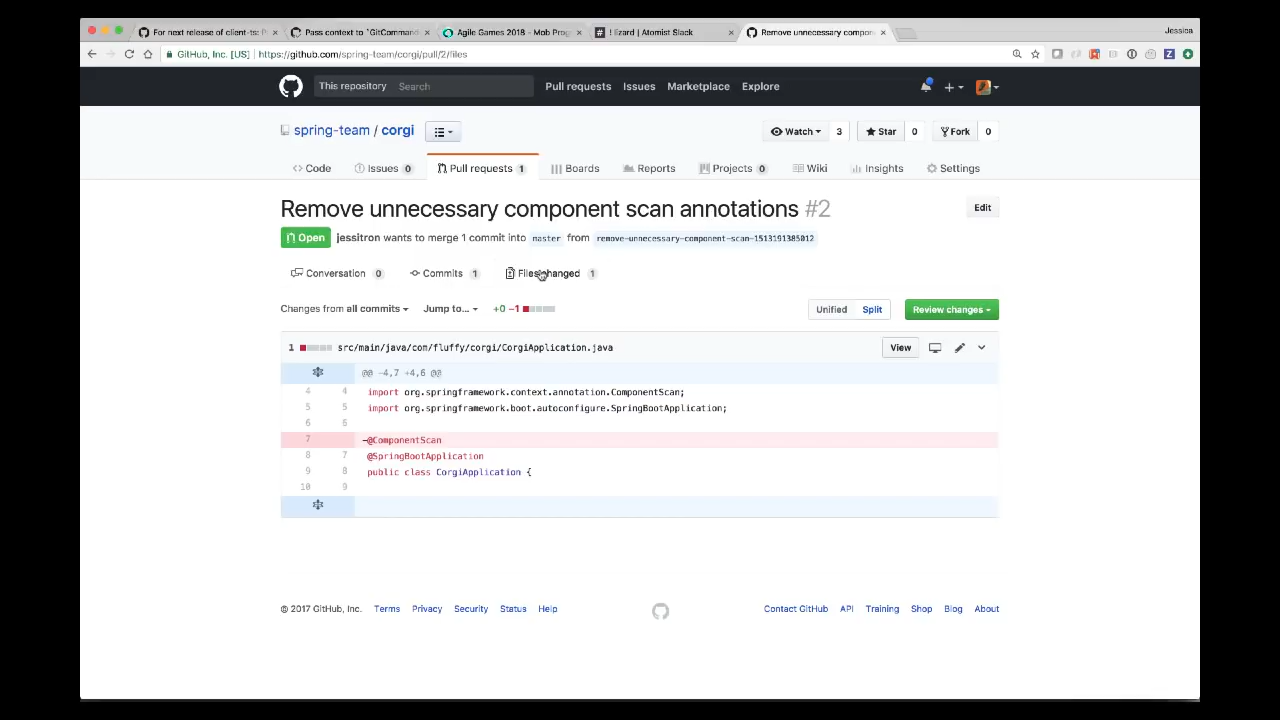 For next release of client-ts: P
Pass context to `GitCommand
Agile Games 2018 - Mob Prog
! lizard | Atomist Slack
Remove unnecessary compon
Jessica
GitHub, Inc. [US] https://github.com/spring-team/corgi/pull/2/files
This repository Search Pull requests Issues Marketplace Explore
spring-team / corgi
Watch 3 Star 0 Fork 0
Code Issues 0 Pull requests 1 Boards Reports Projects 0 Wiki Insights Settings
Remove unnecessary component scan annotations #2 Edit
Open jessitron wants to merge 1 commit into master from remove-unnecessary-component-scan-1513191385012
Conversation 0 Commits 1 Files changed 1
Changes from all commits Jump to... +0 −1 Unified Split Review changes
1 src/main/java/com/fluffy/corgi/CorgiApplication.java View
@@ -4,7 +4,6 @@
4 4 import org.springframework.context.annotation.ComponentScan;
5 5 import org.springframework.boot.autoconfigure.SpringBootApplication;
6 6
7 -@ComponentScan
8 7 @SpringBootApplication
9 8 public class CorgiApplication {
10 9
© 2017 GitHub, Inc. Terms Privacy Security Status Help Contact GitHub API Training Shop Blog About